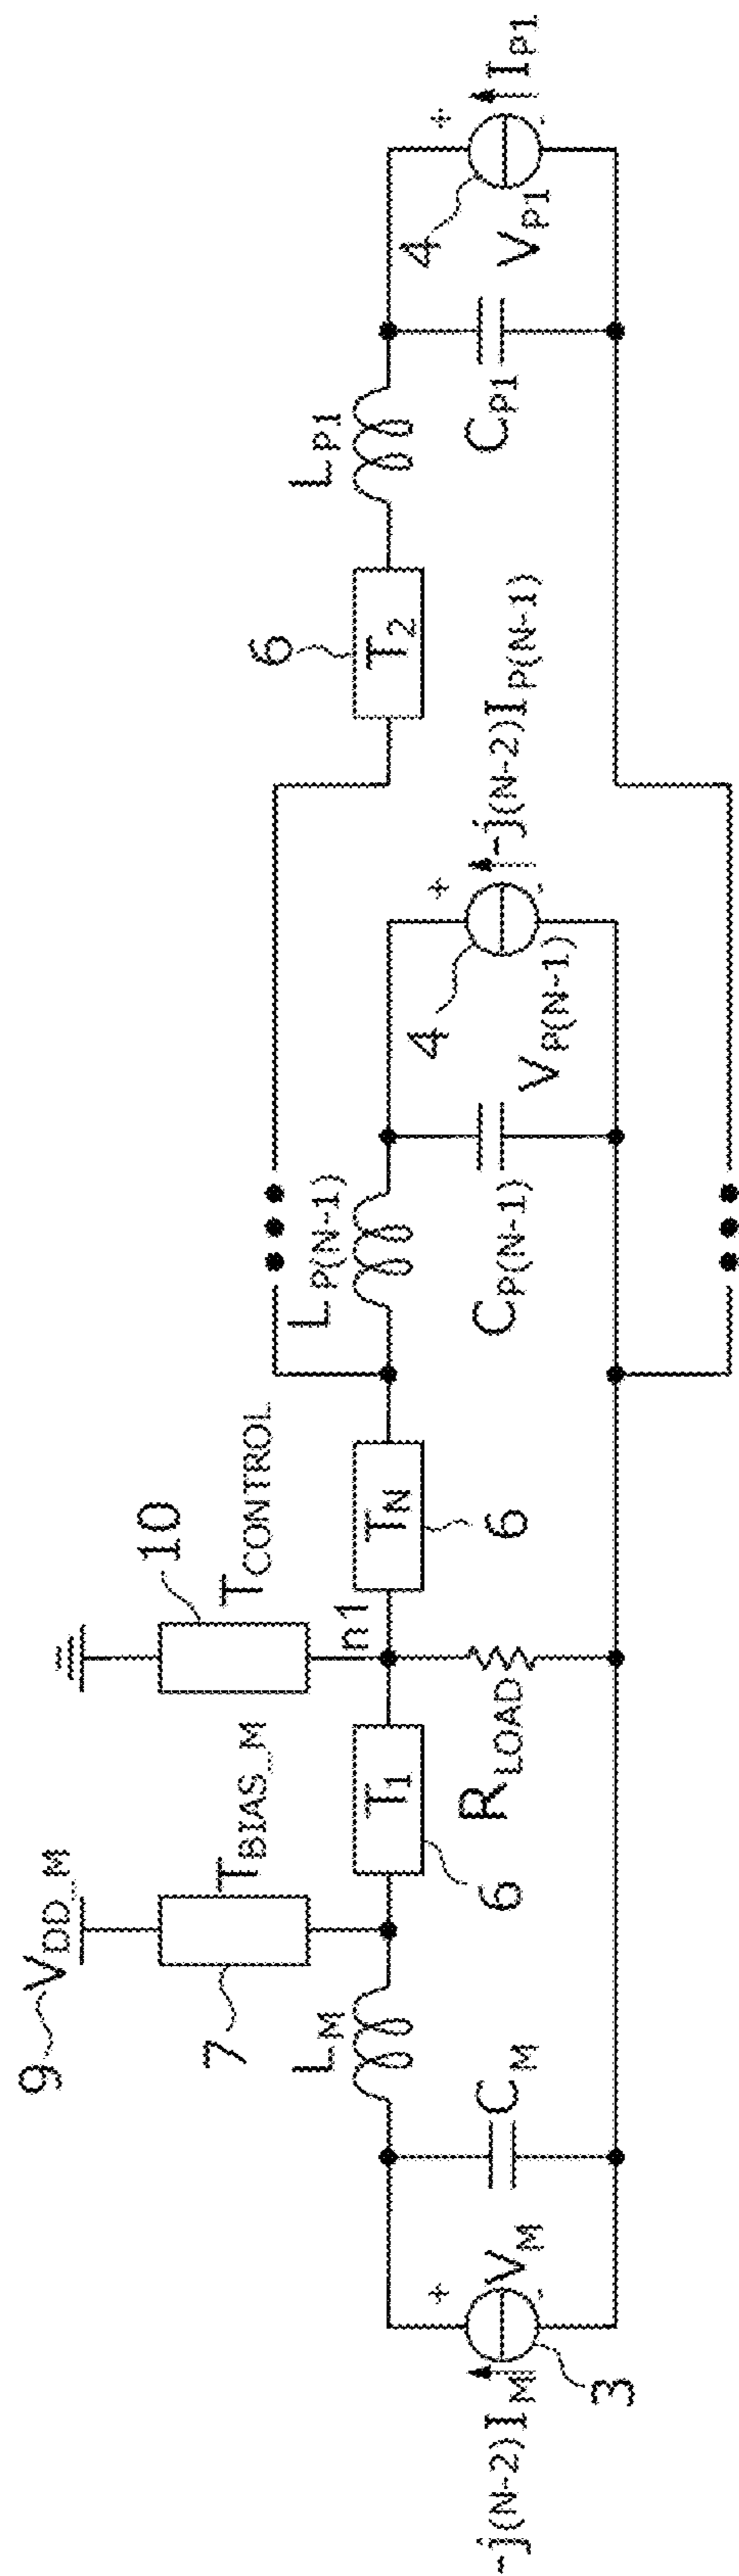 9
V_DD_M
7
T_BIAS_M
10
T_CONTROL
n1
-j(N-2)I_M
3
+
V_M
-
C_M
L_M
T_1
6
R_LOAD
T_N
6
L_P(N-1)
C_P(N-1)
4
+
V_P(N-1)
-
-j(N-2)I_P(N-1)
6
T_2
L_P1
C_P1
4
+
V_P1
-
I_P1